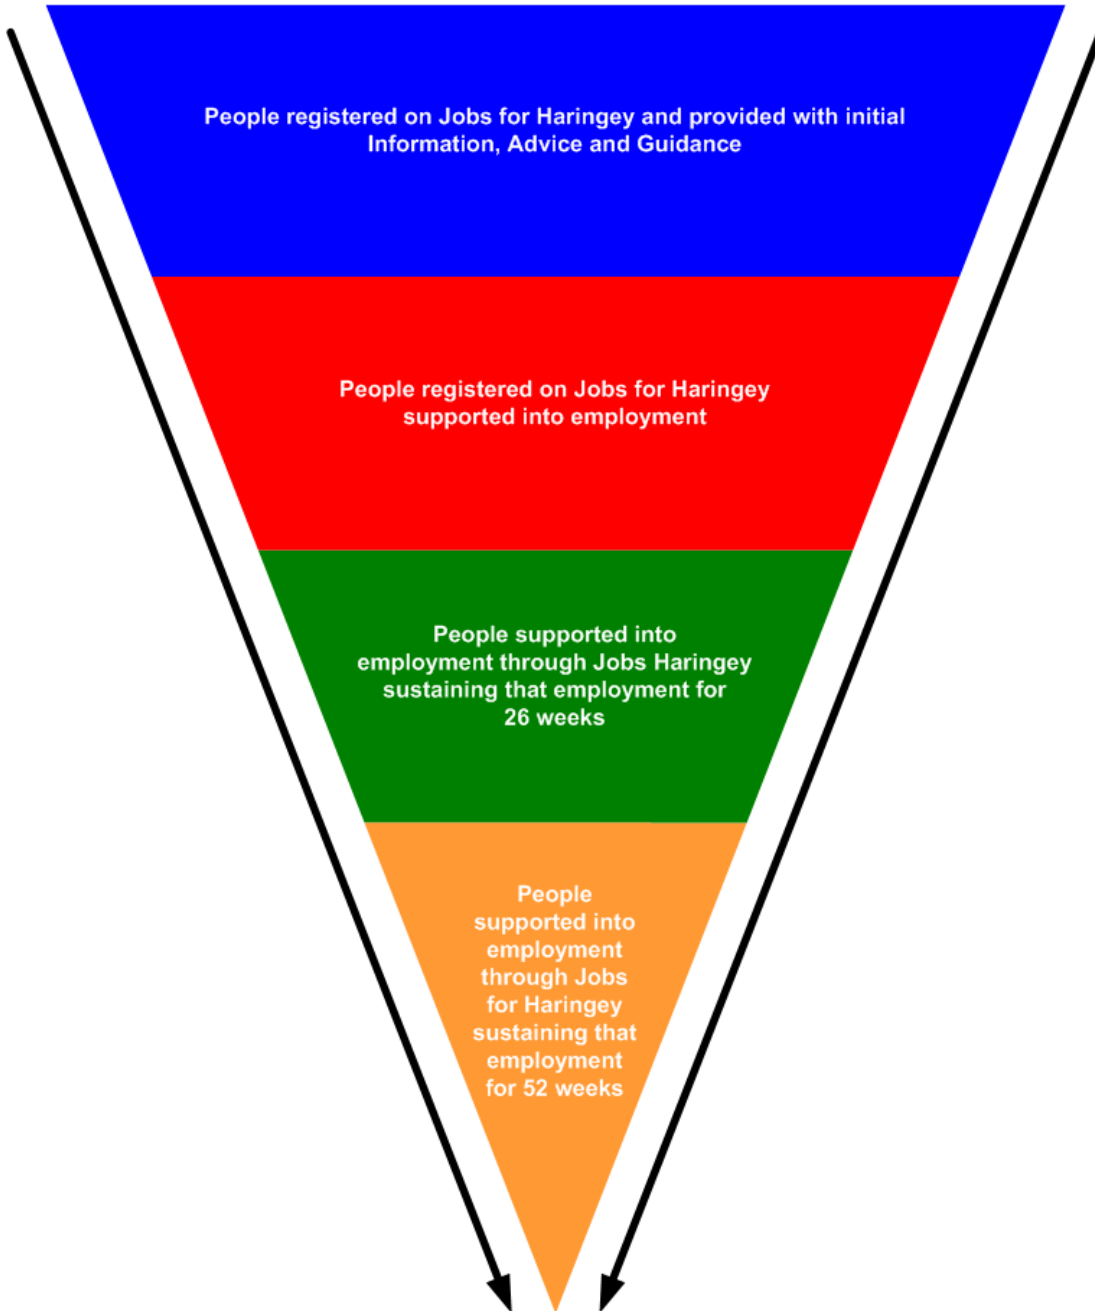 People registered on Jobs for Haringey and provided with initial
Information, Advice and Guidance
People registered on Jobs for Haringey
supported into employment
People supported into
employment through Jobs Haringey
sustaining that employment for
26 weeks
People
supported into
employment
through Jobs
for Haringey
sustaining that
employment
for 52 weeks